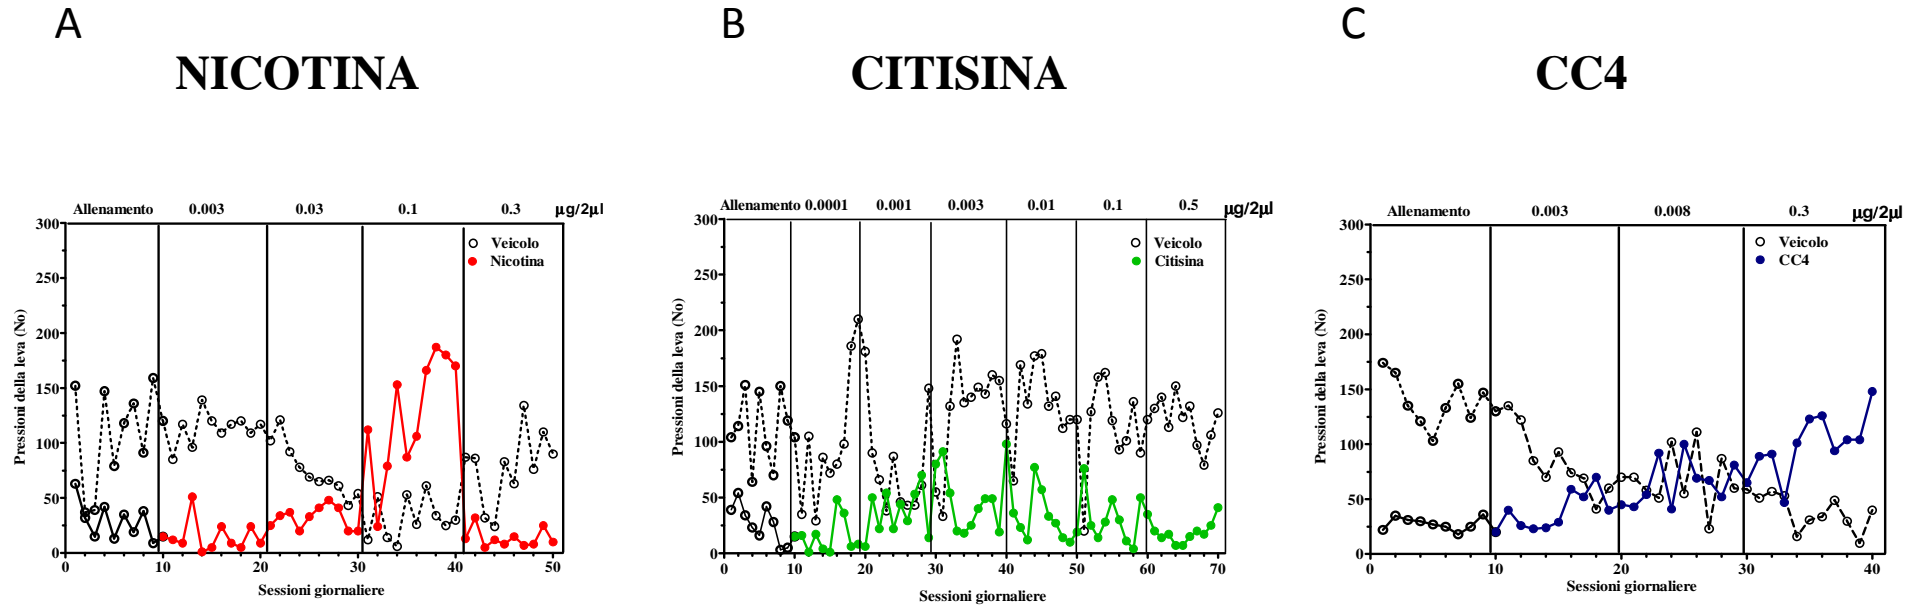 A
NICOTINA
Allenamento 0.003 0.03 0.1 0.3 µg/2µl
300
250
200
150
100
50
0
Pressioni della leva (No)
Veicolo
Nicotina
0 10 20 30 40 50
Sessioni giornaliere
B
CITISINA
Allenamento 0.0001 0.001 0.003 0.01 0.1 0.5 µg/2µl
300
250
200
150
100
50
0
Pressioni della leva (No)
Veicolo
Citisina
0 10 20 30 40 50 60 70
Sessioni giornaliere
C
CC4
Allenamento 0.003 0.008 0.3 µg/2µl
300
250
200
150
100
50
0
Pressioni della leva (No)
Veicolo
CC4
0 10 20 30 40
Sessioni giornaliere